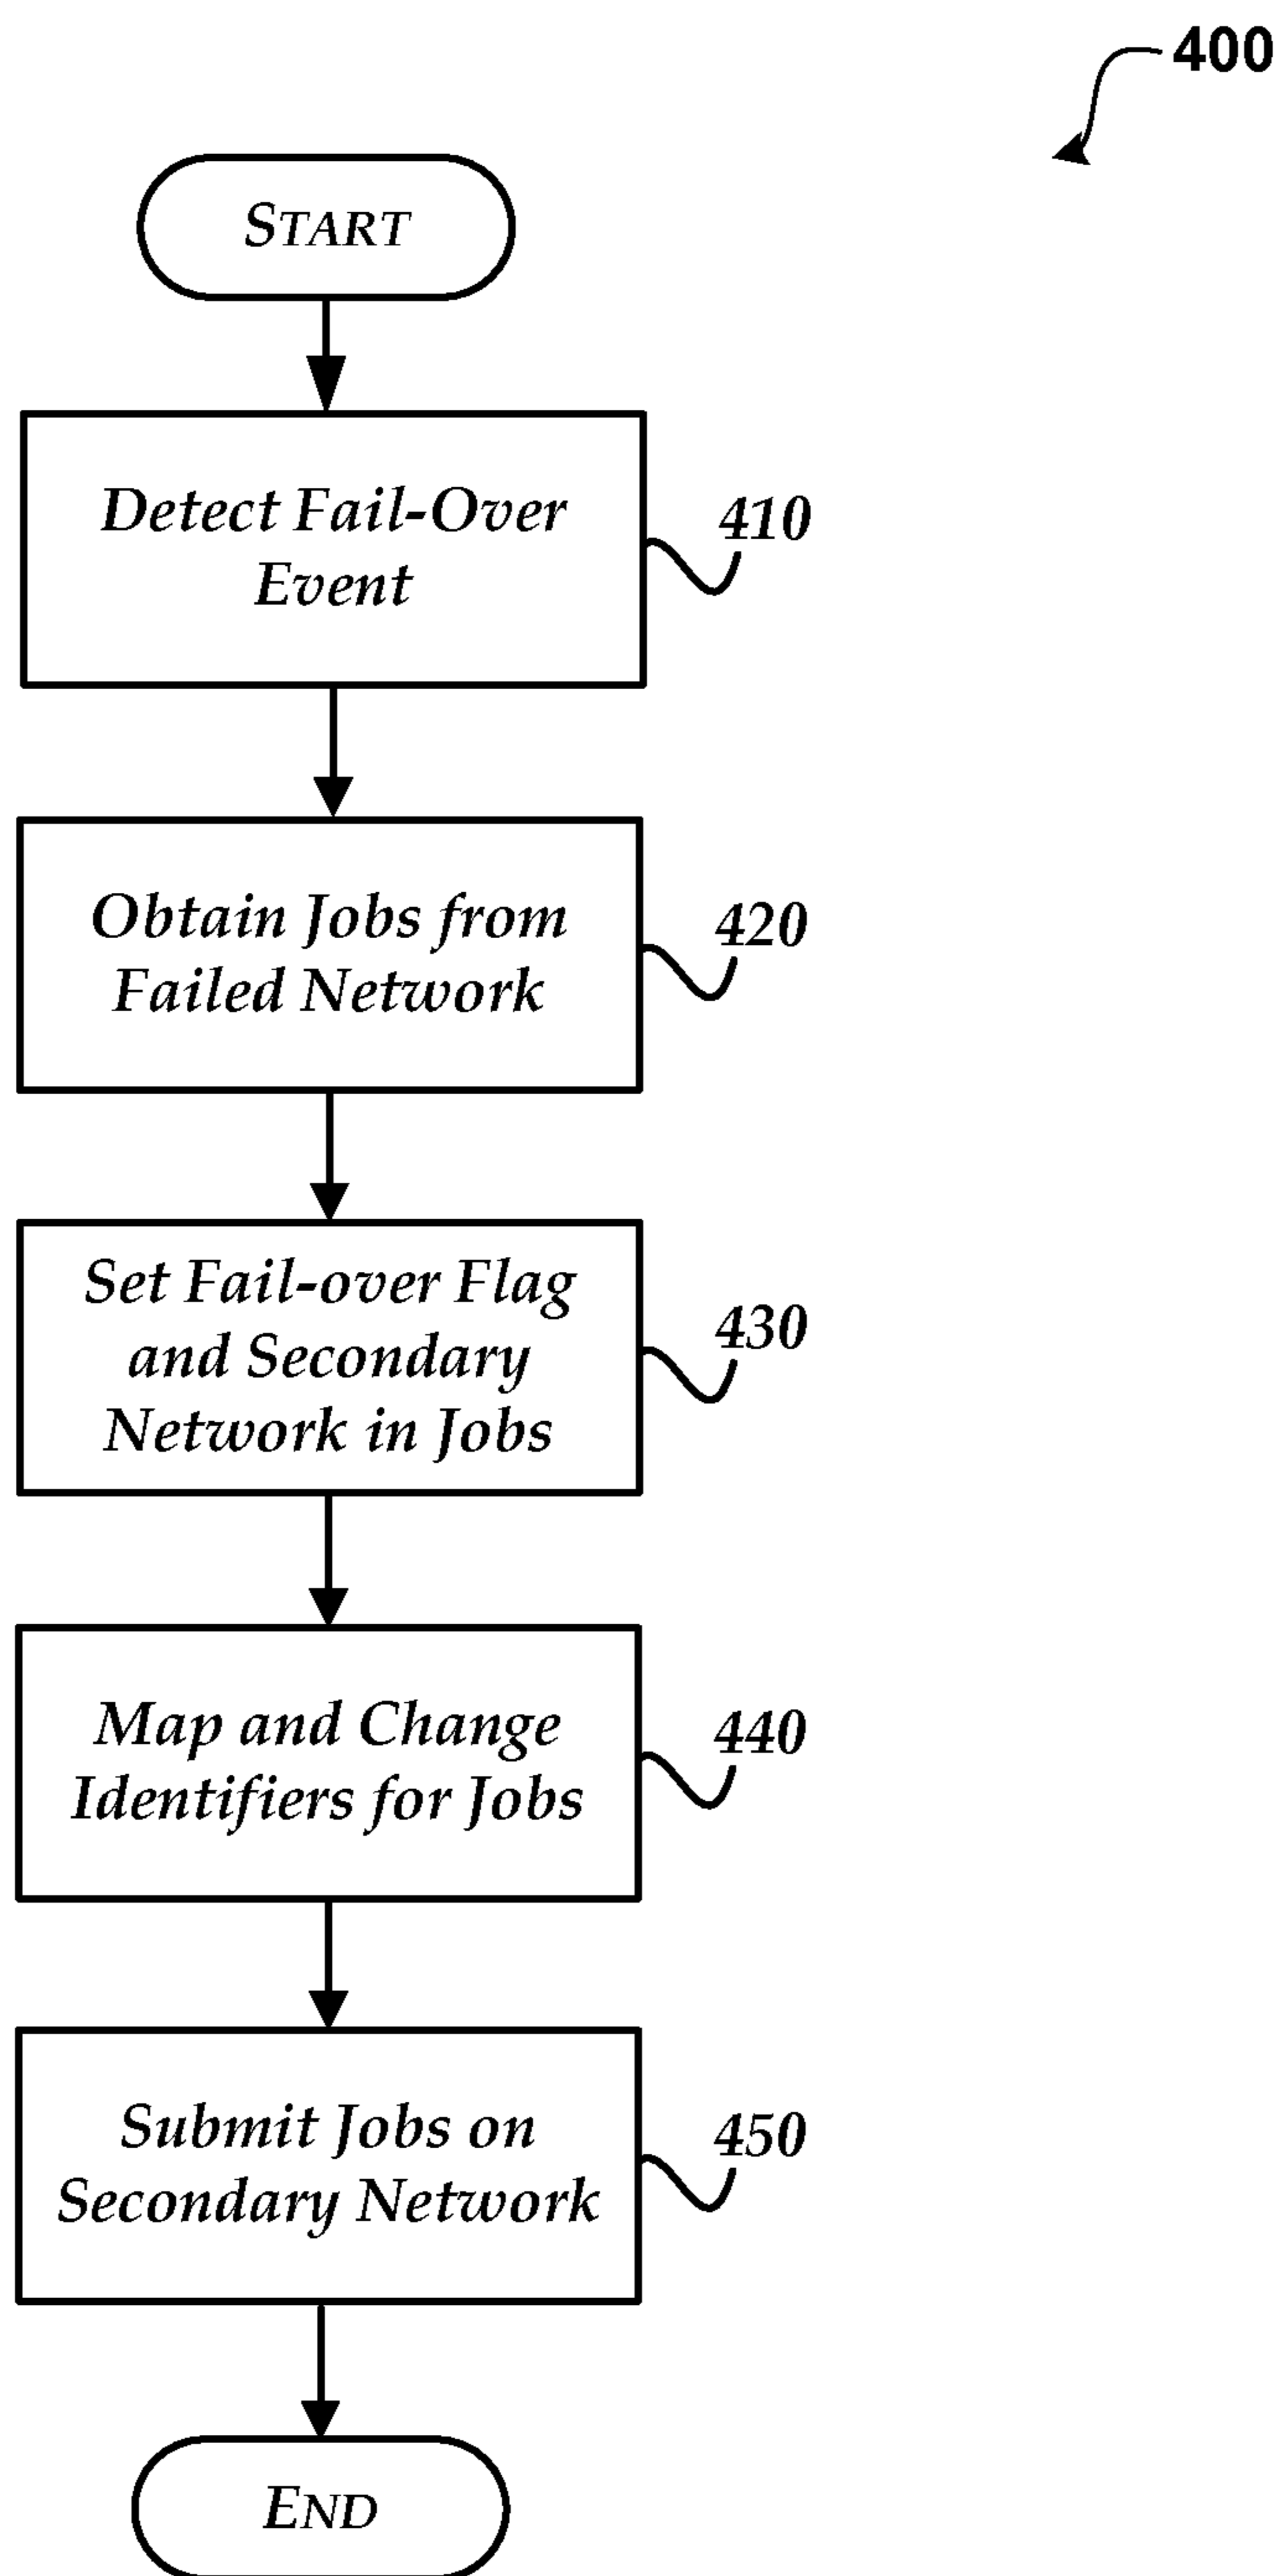 400
START
Detect Fail-Over
Event
410
Obtain Jobs from
Failed Network
420
Set Fail-over Flag
and Secondary
Network in Jobs
430
Map and Change
Identifiers for Jobs
440
Submit Jobs on
Secondary Network
450
END